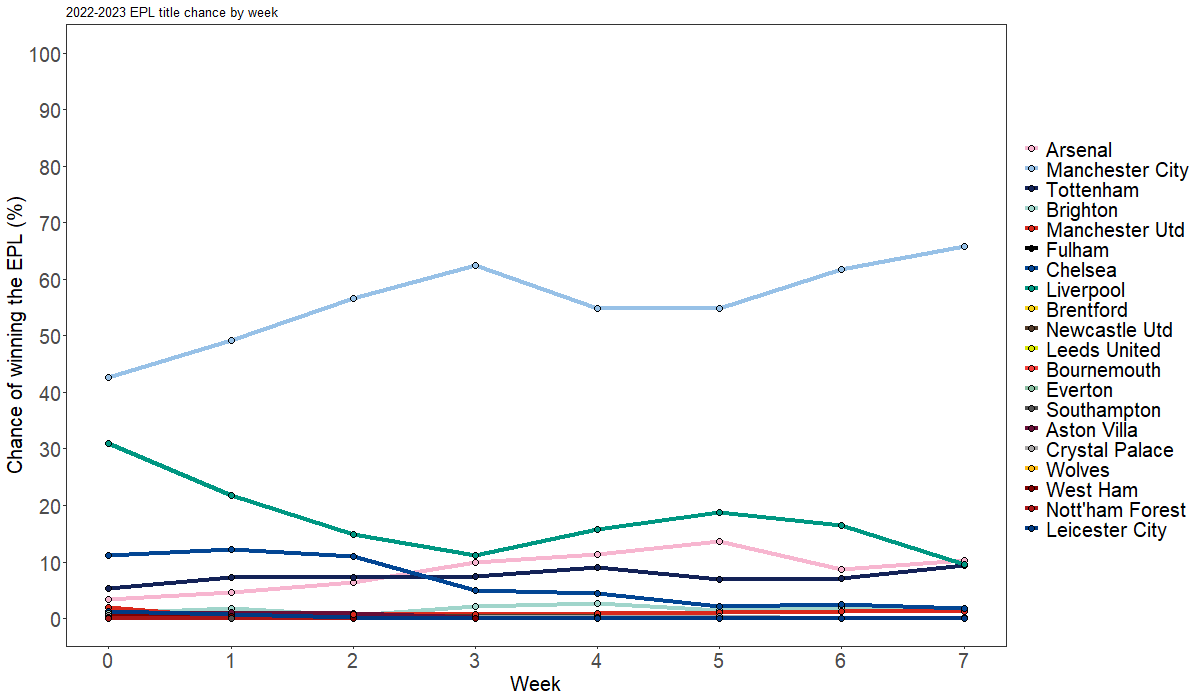 2022-2023 EPL title chance by week
Chance of winning the EPL (%)
100
90
80
70
60
50
40
30
20
10
0
0 1 2 3 4 5 6 7
Week
Arsenal
Manchester City
Tottenham
Brighton
Manchester Utd
Fulham
Chelsea
Liverpool
Brentford
Newcastle Utd
Leeds United
Bournemouth
Everton
Southampton
Aston Villa
Crystal Palace
Wolves
West Ham
Nott'ham Forest
Leicester City